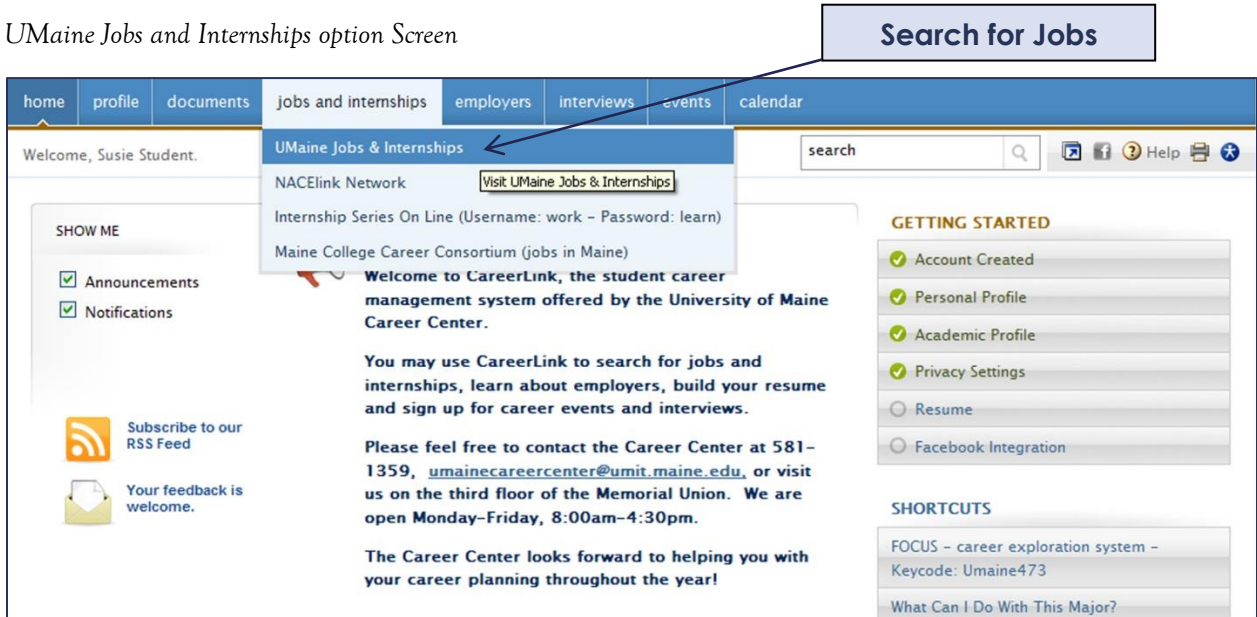 UMaine Jobs and Internships option Screen
Search for Jobs
home profile documents jobs and internships employers interviews events calendar
Welcome, Susie Student.
UMaine Jobs & Internships
Visit UMaine Jobs & Internships
NACElink Network
Internship Series On Line (Username: work - Password: learn)
Maine College Career Consortium (jobs in Maine)
search
Help
SHOW ME
Announcements
Notifications
Subscribe to our
RSS Feed
Your feedback is
welcome.
Welcome to CareerLink, the student career
management system offered by the University of Maine
Career Center.
You may use CareerLink to search for jobs and
internships, learn about employers, build your resume
and sign up for career events and interviews.
Please feel free to contact the Career Center at 581-
1359, umainecareercenter@umit.maine.edu, or visit
us on the third floor of the Memorial Union. We are
open Monday-Friday, 8:00am-4:30pm.
The Career Center looks forward to helping you with
your career planning throughout the year!
GETTING STARTED
Account Created
Personal Profile
Academic Profile
Privacy Settings
Resume
Facebook Integration
SHORTCUTS
FOCUS - career exploration system -
Keycode: Umaine473
What Can I Do With This Major?